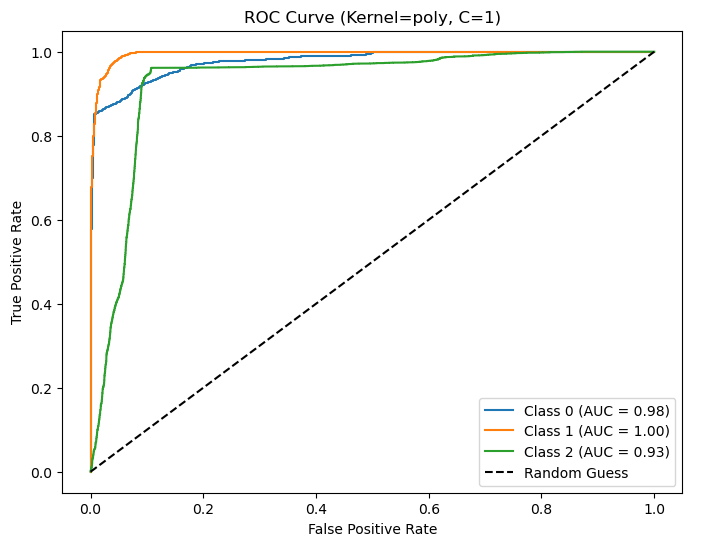 ROC Curve (Kernel=poly, C=1)
True Positive Rate
1.0
0.8
0.6
0.4
0.2
0.0
0.0 0.2 0.4 0.6 0.8 1.0
False Positive Rate
Class 0 (AUC = 0.98)
Class 1 (AUC = 1.00)
Class 2 (AUC = 0.93)
Random Guess